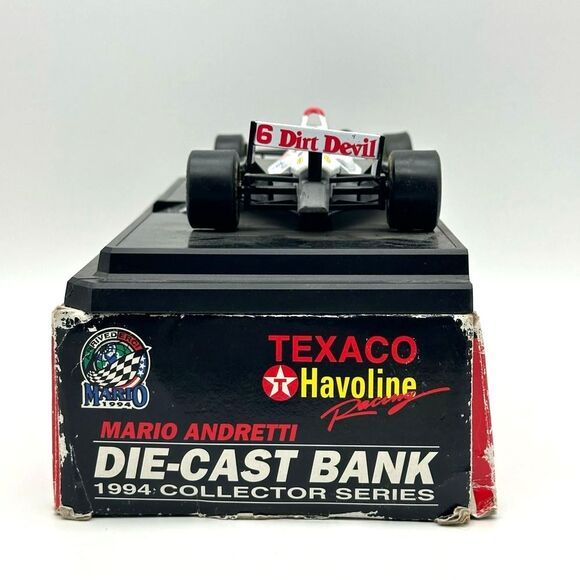 6 Dirt Devil
ARRIVEDERCI
MARIO
1994
TEXACO
T Havoline
Racing
MARIO ANDRETTI
DIE-CAST BANK
1994 COLLECTOR SERIES